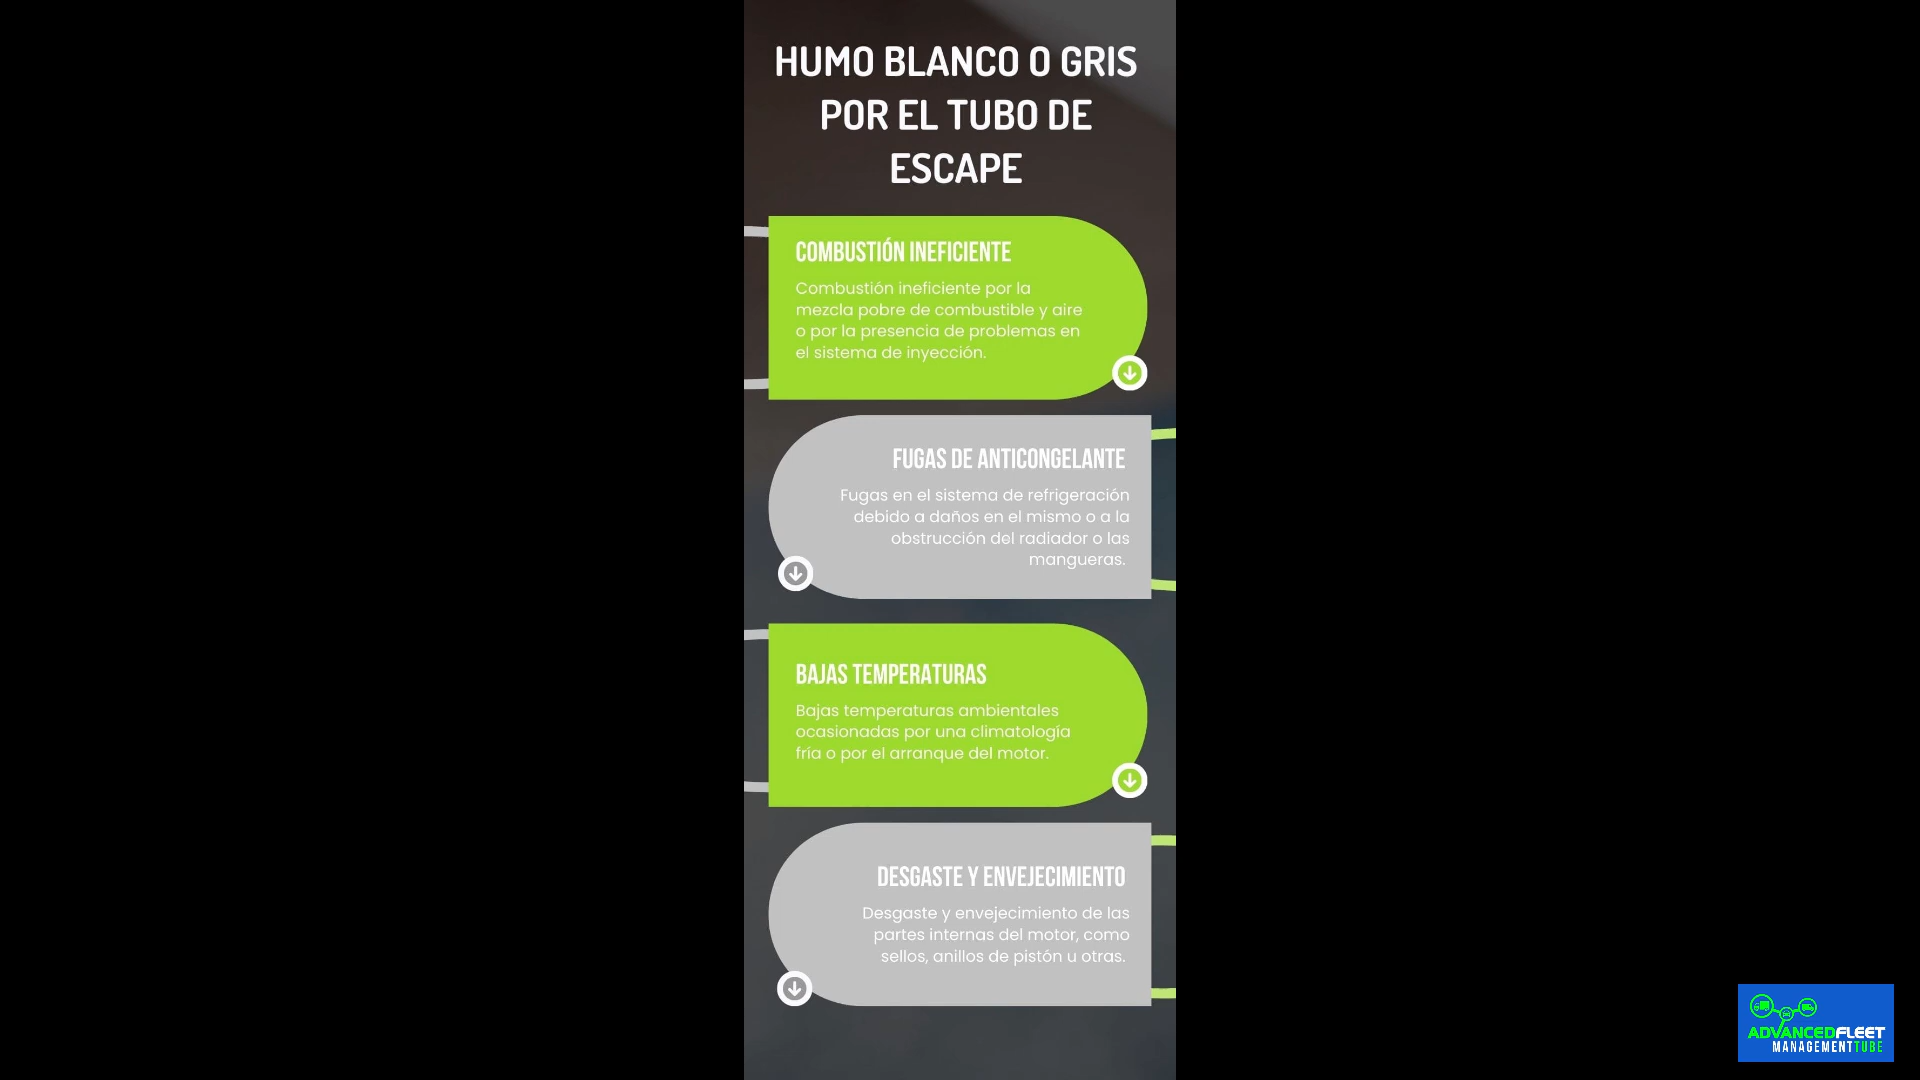 HUMO BLANCO O GRIS
POR EL TUBO DE
ESCAPE
COMBUSTIÓN INEFICIENTE
Combustión ineficiente por la
mezcla pobre de combustible y aire
o por la presencia de problemas en
el sistema de inyección.
FUGAS DE ANTICONGELANTE
Fugas en el sistema de refrigeración
debido a daños en el mismo o a la
obstrucción del radiador o las
mangueras.
BAJAS TEMPERATURAS
Bajas temperaturas ambientales
ocasionadas por una climatología
fría o por el arranque del motor.
DESGASTE Y ENVEJECIMIENTO
Desgaste y envejecimiento de las
partes internas del motor, como
sellos, anillos de pistón u otras.
ADVANCEDFLEET
MANAGEMENTTUBE